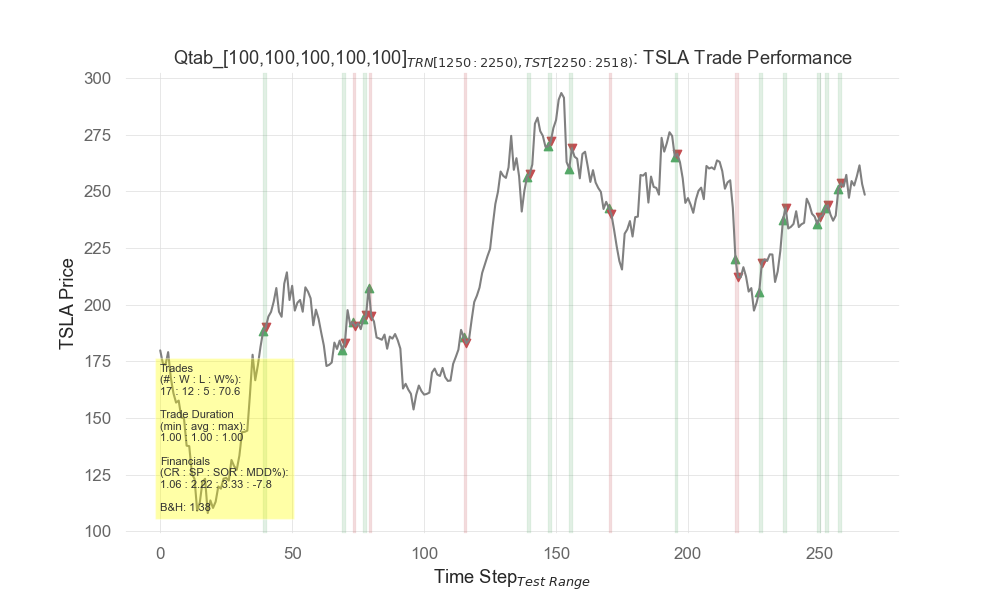 Qtab_[100,100,100,100,100]TRN[1250:2250),TST[2250:2518): TSLA Trade Performance
300
275
250
225
200
175
150
125
100
TSLA Price
Trades
(# : W : L : W%):
17 : 12 : 5 : 70.6
Trade Duration
(min : avg : max):
1.00 : 1.00 : 1.00
Financials
(CR : SP : SOR : MDD%):
1.06 : 2.22 : 3.33 : -7.8
B&H: 1.38
0 50 100 150 200 250
Time Step Test Range